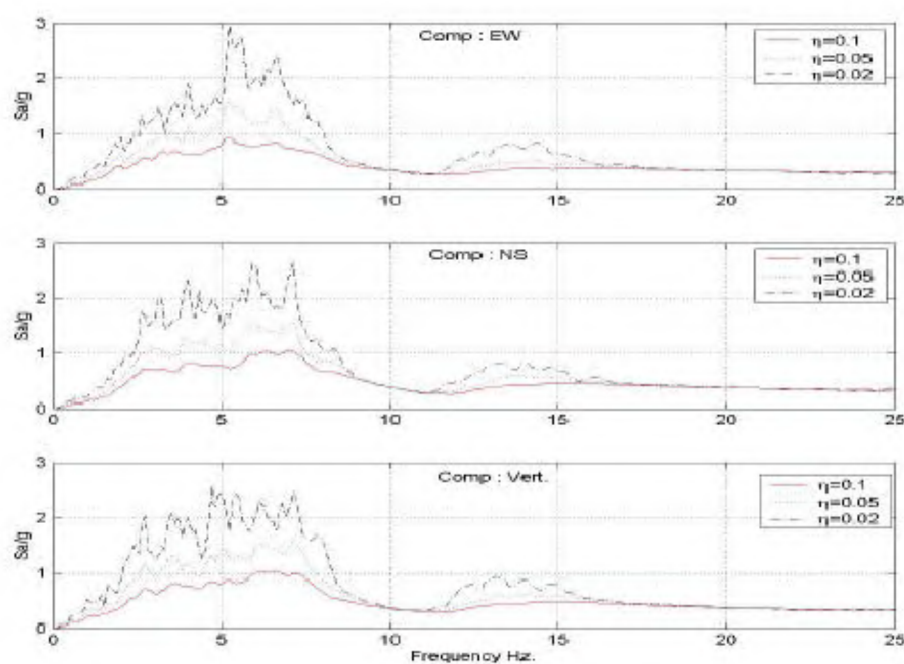 3
Comp : EW
η=0.1
η=0.05
η=0.02
2
Sa/g
1
0
0 5 10 15 20 25
3
Comp : NS
η=0.1
η=0.05
η=0.02
2
Sa/g
1
0
0 5 10 15 20 25
3
Comp : Vert.
η=0.1
η=0.05
η=0.02
2
Sa/g
1
0
0 5 10 15 20 25
Frequency Hz.